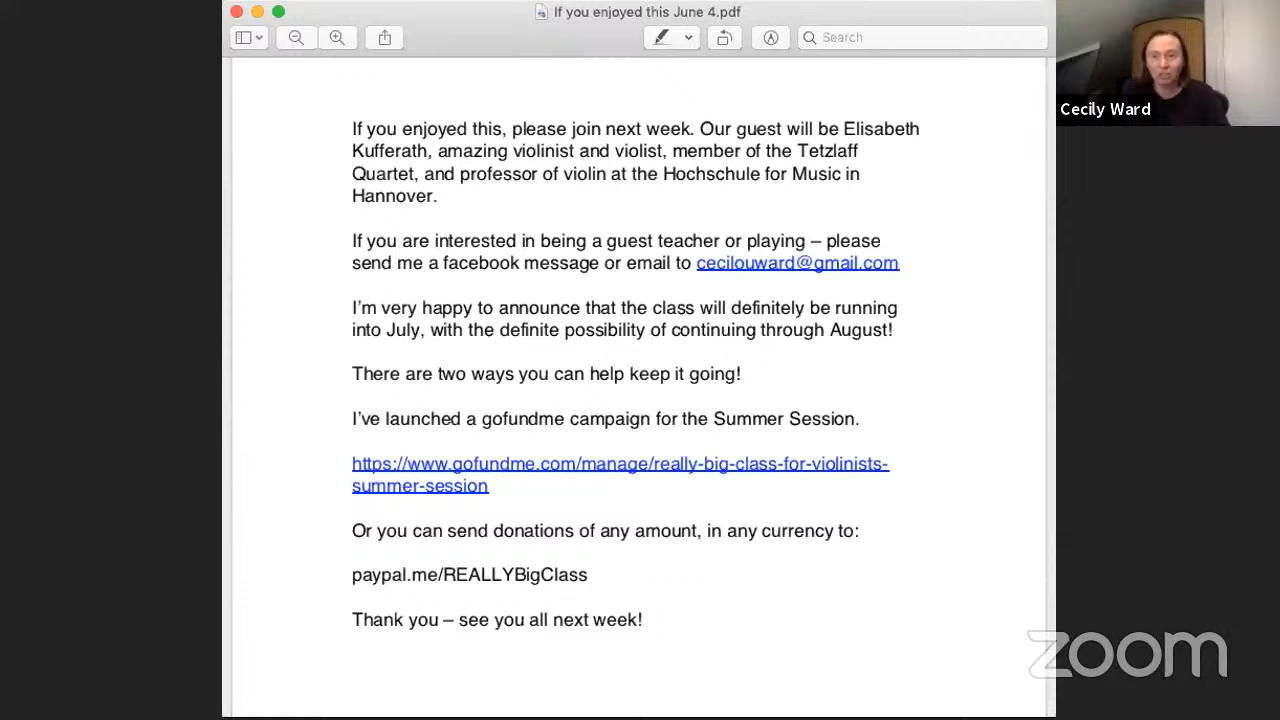 If you enjoyed this June 4.pdf
Search
Cecily Ward
If you enjoyed this, please join next week. Our guest will be Elisabeth
Kufferath, amazing violinist and violist, member of the Tetzlaff
Quartet, and professor of violin at the Hochschule for Music in
Hannover.
If you are interested in being a guest teacher or playing – please
send me a facebook message or email to cecilouward@gmail.com
I’m very happy to announce that the class will definitely be running
into July, with the definite possibility of continuing through August!
There are two ways you can help keep it going!
I’ve launched a gofundme campaign for the Summer Session.
https://www.gofundme.com/manage/really-big-class-for-violinists-
summer-session
Or you can send donations of any amount, in any currency to:
paypal.me/REALLYBigClass
Thank you – see you all next week!
zoom